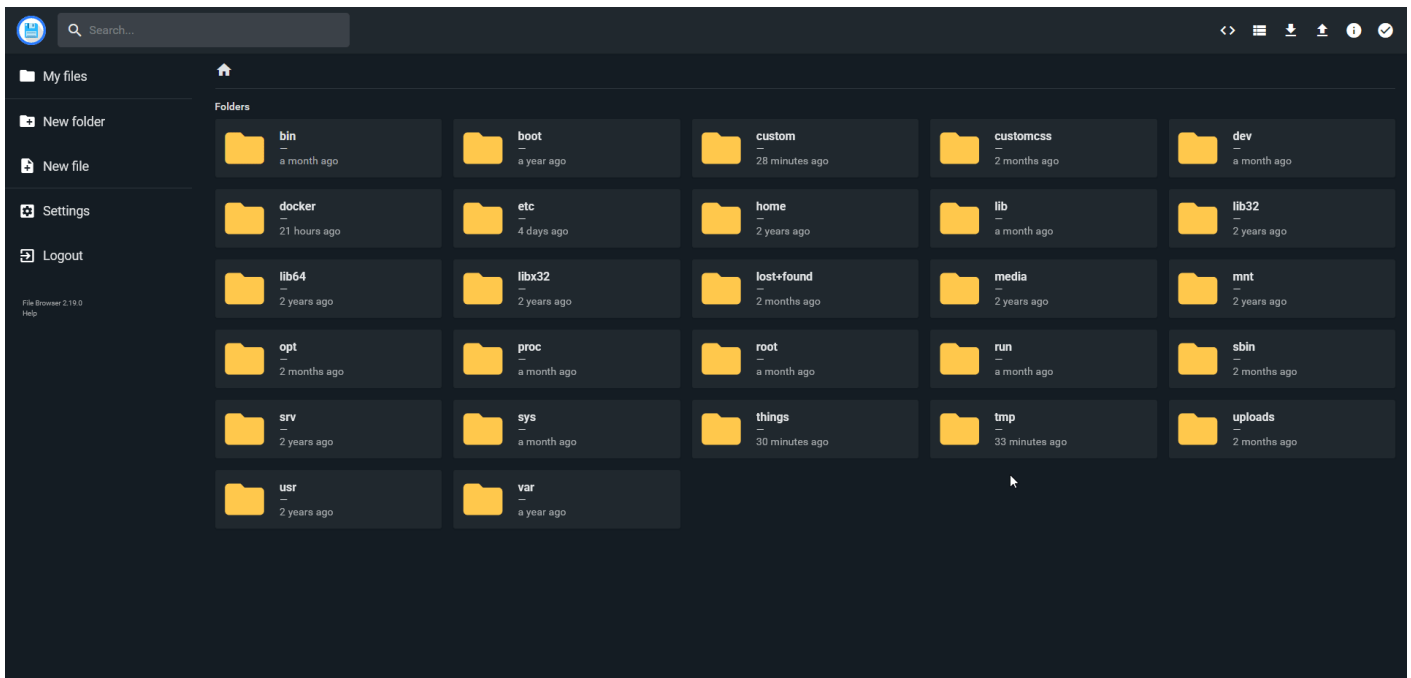 Search...
My files
New folder
New file
Settings
Logout
File Browser 2.19.0
Help
Folders
bin
—
a month ago
boot
—
a year ago
custom
—
28 minutes ago
customcss
—
2 months ago
dev
—
a month ago
docker
—
21 hours ago
etc
—
4 days ago
home
—
2 years ago
lib
—
a month ago
lib32
—
2 years ago
lib64
—
2 years ago
libx32
—
2 years ago
lost+found
—
2 months ago
media
—
2 years ago
mnt
—
2 years ago
opt
—
2 months ago
proc
—
a month ago
root
—
a month ago
run
—
a month ago
sbin
—
2 months ago
srv
—
2 years ago
sys
—
a month ago
things
—
30 minutes ago
tmp
—
33 minutes ago
uploads
—
2 months ago
usr
—
2 years ago
var
—
a year ago